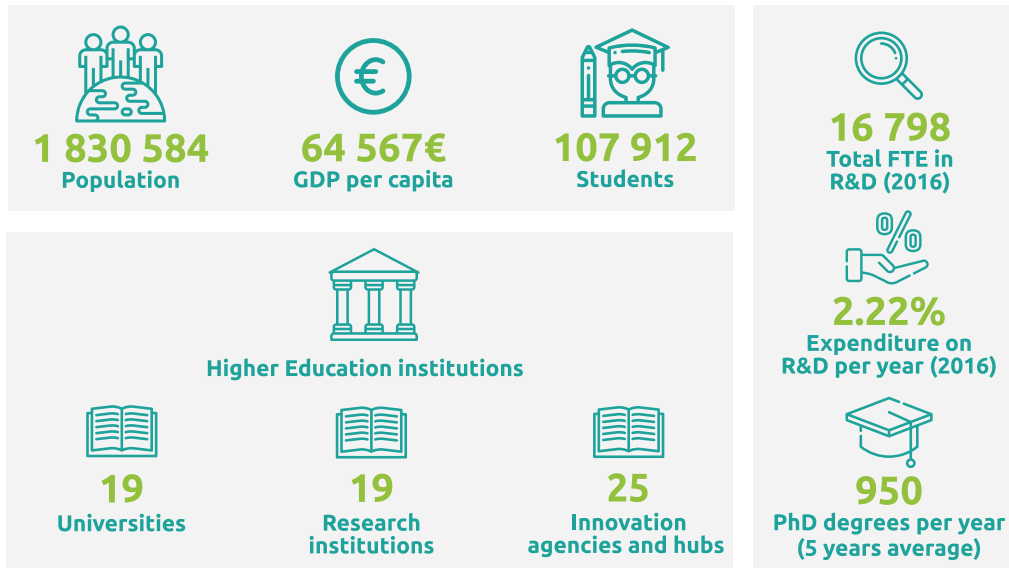 1 830 584
Population
64 567€
GDP per capita
107 912
Students
Higher Education institutions
19
Universities
19
Research
institutions
25
Innovation
agencies and hubs
16 798
Total FTE in
R&D (2016)
%
2.22%
Expenditure on
R&D per year (2016)
950
PhD degrees per year
(5 years average)